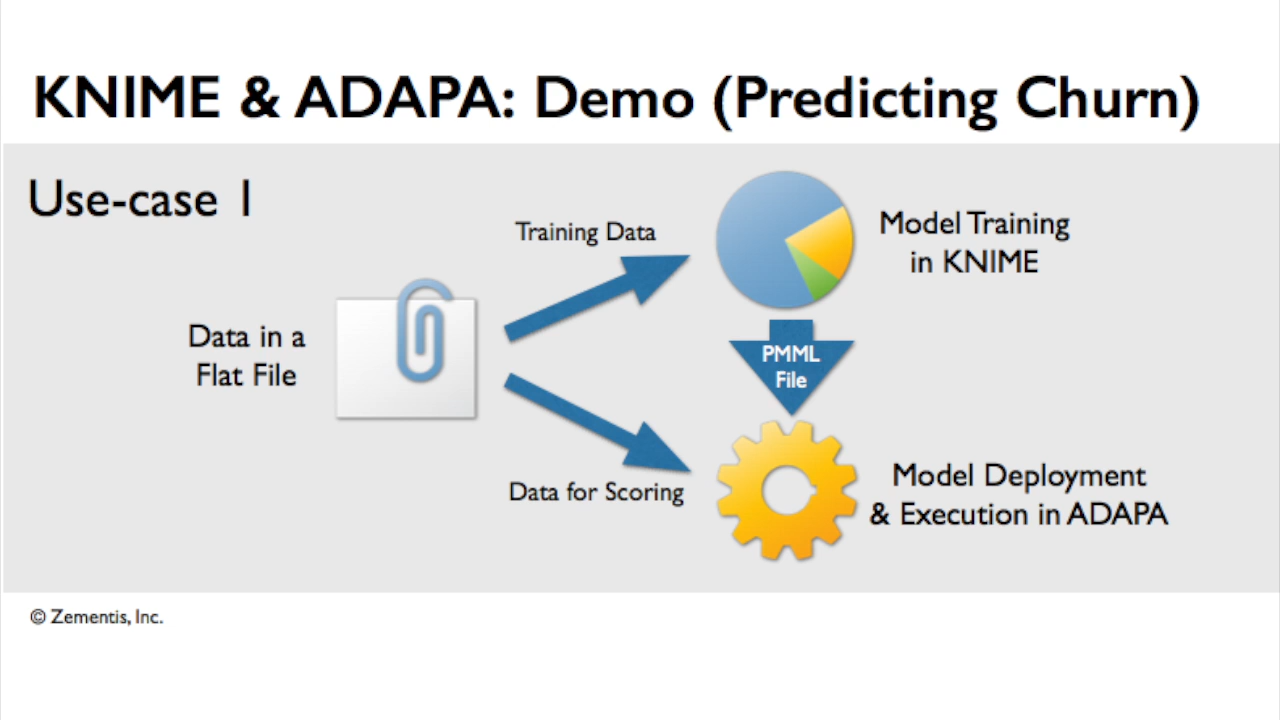 KNIME & ADAPA: Demo (Predicting Churn)
Use-case 1
Training Data
Model Training
in KNIME
Data in a
Flat File
PMML
File
Data for Scoring
Model Deployment
& Execution in ADAPA
© Zementis, Inc.